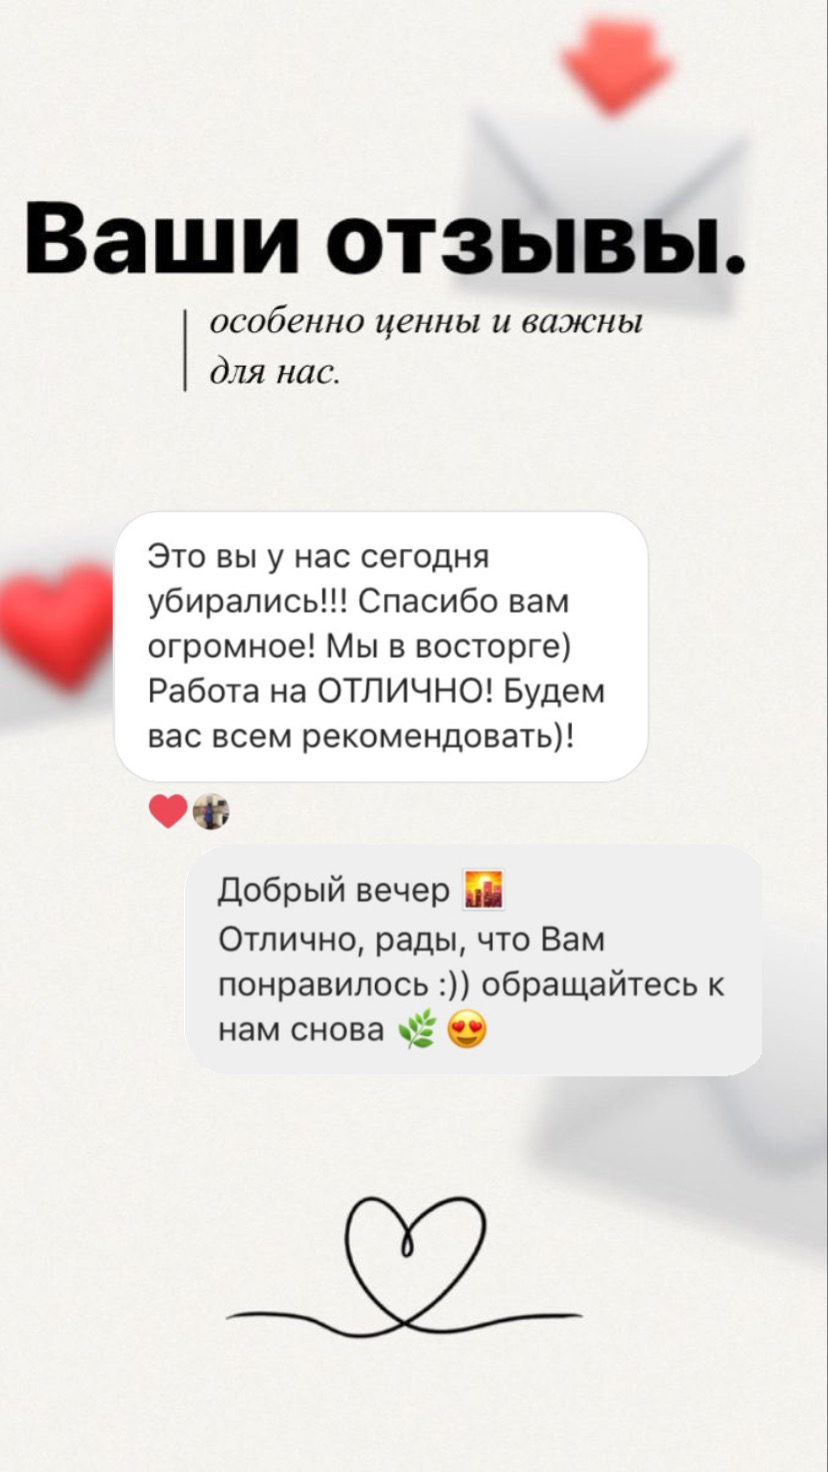 Ваши отзывы.
особенно ценны и важны
для нас.
Это вы у нас сегодня
убирались!!! Спасибо вам
огромное! Мы в восторге)
Работа на ОТЛИЧНО! Будем
вас всем рекомендовать)!
Добрый вечер 🌇
Отлично, рады, что Вам
понравилось :)) обращайтесь к
нам снова 🌿 😍